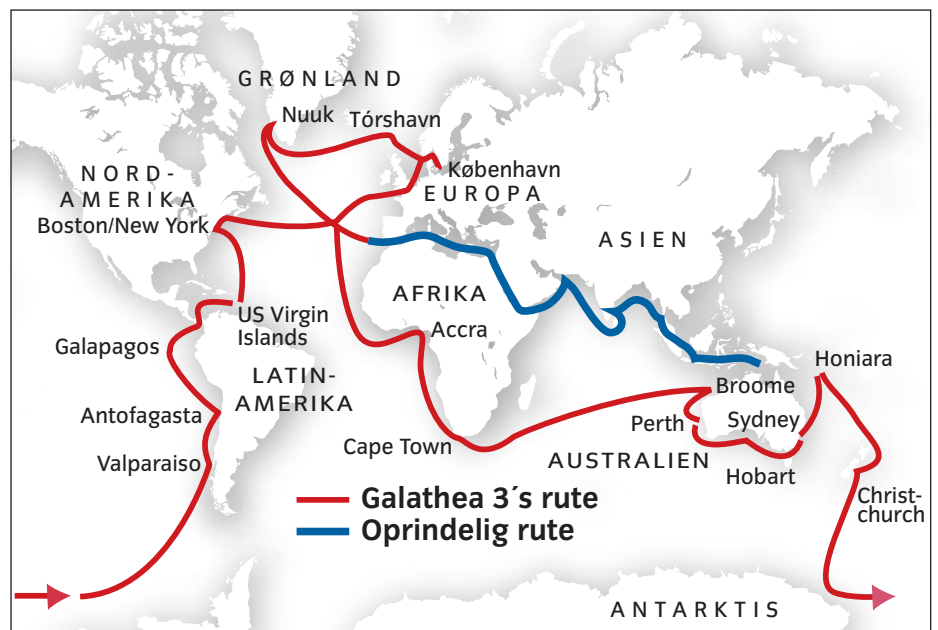 GRØNLAND
Nuuk
Tórshavn
København
EUROPA
NORD-
AMERIKA
Boston/New York
ASIEN
AFRIKA
Accra
US Virgin
Islands
Galapagos
LATIN-
AMERIKA
Antofagasta
Valparaiso
Cape Town
Honiara
Broome
Perth
Sydney
AUSTRALIEN
Hobart
Christ-
church
Galathea 3´s rute
Oprindelig rute
ANTARKTIS